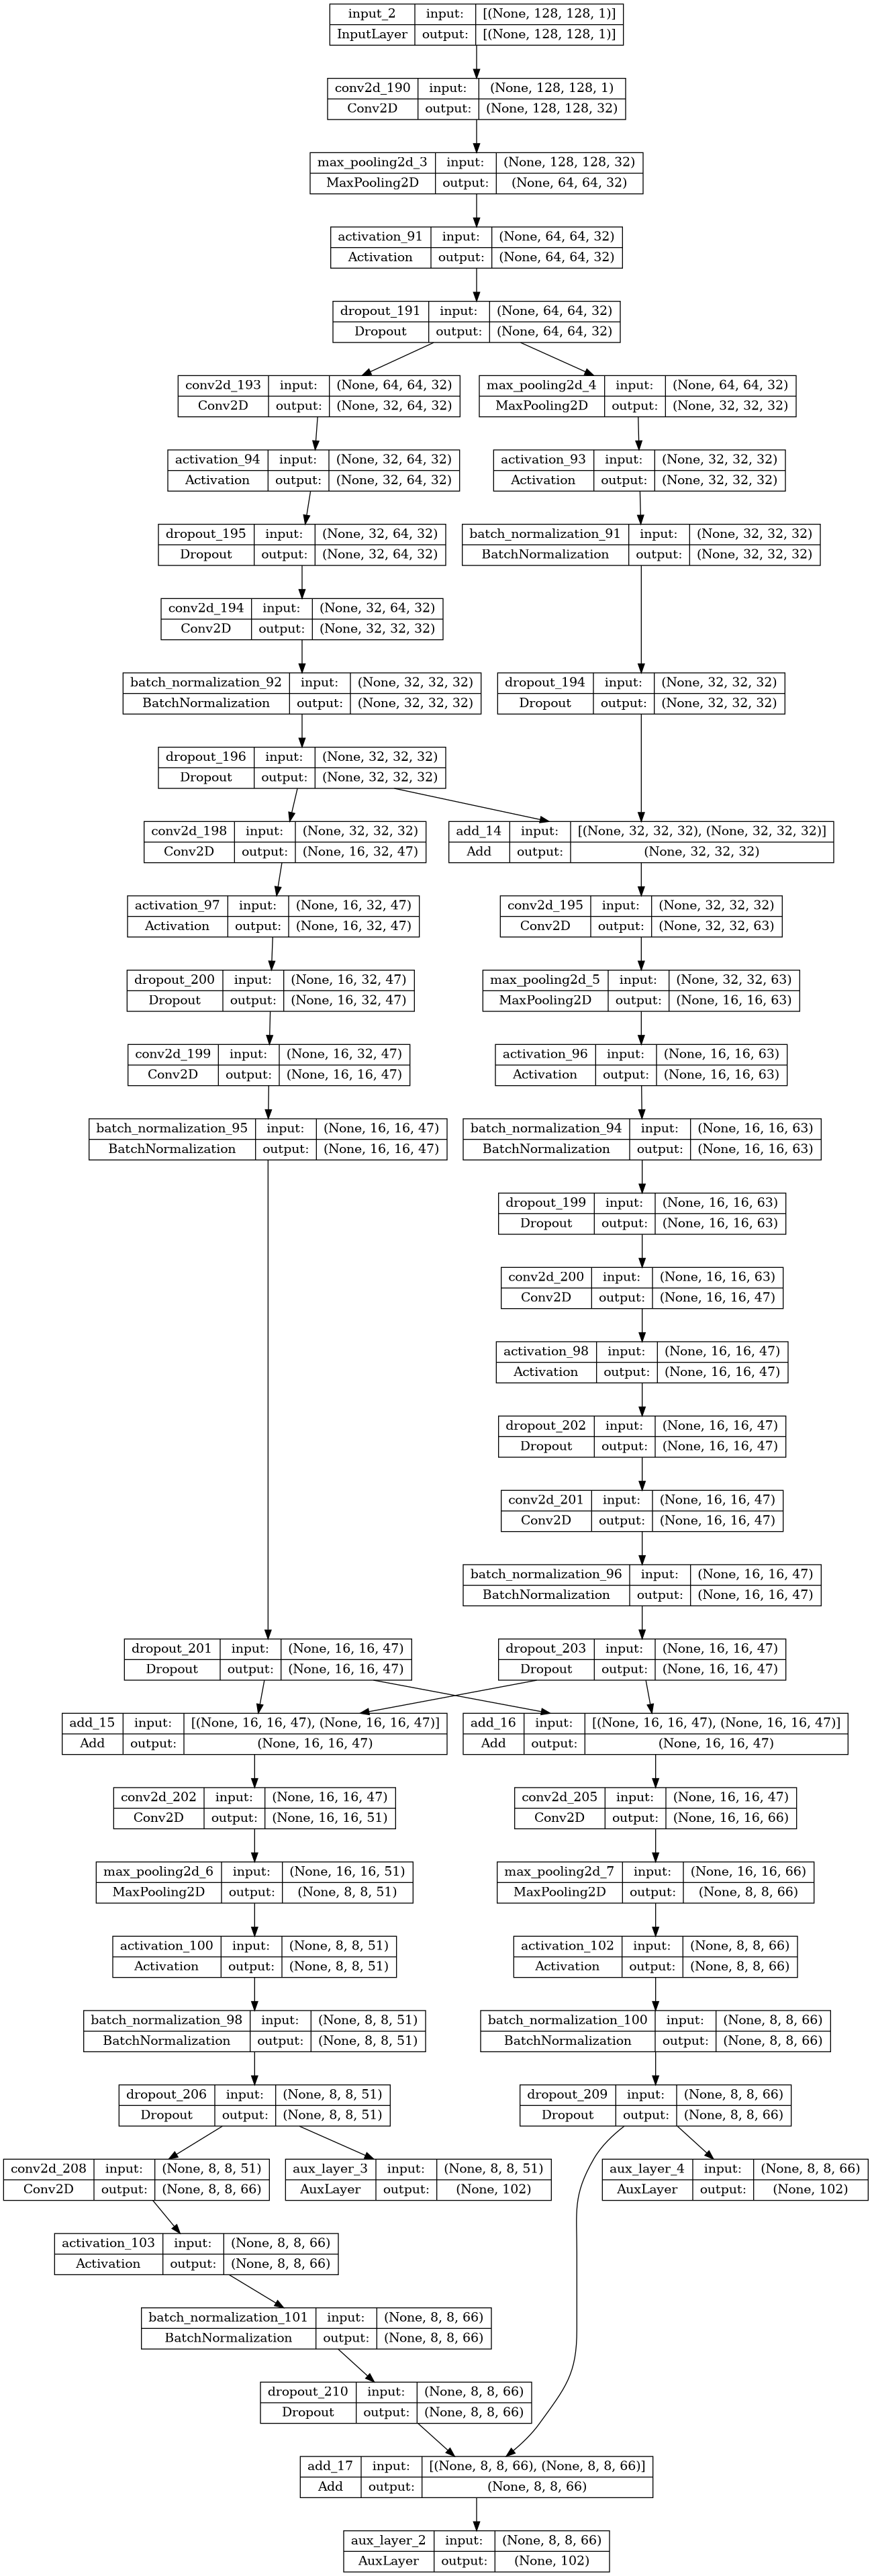 input_2 input: [(None, 128, 128, 1)]
InputLayer output: [(None, 128, 128, 1)]
conv2d_190 input: (None, 128, 128, 1)
Conv2D output: (None, 128, 128, 32)
max_pooling2d_3 input: (None, 128, 128, 32)
MaxPooling2D output: (None, 64, 64, 32)
activation_91 input: (None, 64, 64, 32)
Activation output: (None, 64, 64, 32)
dropout_191 input: (None, 64, 64, 32)
Dropout output: (None, 64, 64, 32)
conv2d_193 input: (None, 64, 64, 32) max_pooling2d_4 input: (None, 64, 64, 32)
Conv2D output: (None, 32, 64, 32) MaxPooling2D output: (None, 32, 32, 32)
activation_94 input: (None, 32, 64, 32) activation_93 input: (None, 32, 32, 32)
Activation output: (None, 32, 64, 32) Activation output: (None, 32, 32, 32)
dropout_195 input: (None, 32, 64, 32) batch_normalization_91 input: (None, 32, 32, 32)
Dropout output: (None, 32, 64, 32) BatchNormalization output: (None, 32, 32, 32)
conv2d_194 input: (None, 32, 64, 32)
Conv2D output: (None, 32, 32, 32)
batch_normalization_92 input: (None, 32, 32, 32) dropout_194 input: (None, 32, 32, 32)
BatchNormalization output: (None, 32, 32, 32) Dropout output: (None, 32, 32, 32)
dropout_196 input: (None, 32, 32, 32)
Dropout output: (None, 32, 32, 32)
conv2d_198 input: (None, 32, 32, 32) add_14 input: [(None, 32, 32, 32), (None, 32, 32, 32)]
Conv2D output: (None, 16, 32, 47) Add output: (None, 32, 32, 32)
activation_97 input: (None, 16, 32, 47) conv2d_195 input: (None, 32, 32, 32)
Activation output: (None, 16, 32, 47) Conv2D output: (None, 32, 32, 63)
dropout_200 input: (None, 16, 32, 47) max_pooling2d_5 input: (None, 32, 32, 63)
Dropout output: (None, 16, 32, 47) MaxPooling2D output: (None, 16, 16, 63)
conv2d_199 input: (None, 16, 32, 47) activation_96 input: (None, 16, 16, 63)
Conv2D output: (None, 16, 16, 47) Activation output: (None, 16, 16, 63)
batch_normalization_95 input: (None, 16, 16, 47) batch_normalization_94 input: (None, 16, 16, 63)
BatchNormalization output: (None, 16, 16, 47) BatchNormalization output: (None, 16, 16, 63)
dropout_199 input: (None, 16, 16, 63)
Dropout output: (None, 16, 16, 63)
conv2d_200 input: (None, 16, 16, 63)
Conv2D output: (None, 16, 16, 47)
activation_98 input: (None, 16, 16, 47)
Activation output: (None, 16, 16, 47)
dropout_202 input: (None, 16, 16, 47)
Dropout output: (None, 16, 16, 47)
conv2d_201 input: (None, 16, 16, 47)
Conv2D output: (None, 16, 16, 47)
batch_normalization_96 input: (None, 16, 16, 47)
BatchNormalization output: (None, 16, 16, 47)
dropout_201 input: (None, 16, 16, 47) dropout_203 input: (None, 16, 16, 47)
Dropout output: (None, 16, 16, 47) Dropout output: (None, 16, 16, 47)
add_15 input: [(None, 16, 16, 47), (None, 16, 16, 47)] add_16 input: [(None, 16, 16, 47), (None, 16, 16, 47)]
Add output: (None, 16, 16, 47) Add output: (None, 16, 16, 47)
conv2d_202 input: (None, 16, 16, 47) conv2d_205 input: (None, 16, 16, 47)
Conv2D output: (None, 16, 16, 51) Conv2D output: (None, 16, 16, 66)
max_pooling2d_6 input: (None, 16, 16, 51) max_pooling2d_7 input: (None, 16, 16, 66)
MaxPooling2D output: (None, 8, 8, 51) MaxPooling2D output: (None, 8, 8, 66)
activation_100 input: (None, 8, 8, 51) activation_102 input: (None, 8, 8, 66)
Activation output: (None, 8, 8, 51) Activation output: (None, 8, 8, 66)
batch_normalization_98 input: (None, 8, 8, 51) batch_normalization_100 input: (None, 8, 8, 66)
BatchNormalization output: (None, 8, 8, 51) BatchNormalization output: (None, 8, 8, 66)
dropout_206 input: (None, 8, 8, 51) dropout_209 input: (None, 8, 8, 66)
Dropout output: (None, 8, 8, 51) Dropout output: (None, 8, 8, 66)
conv2d_208 input: (None, 8, 8, 51) aux_layer_3 input: (None, 8, 8, 51) aux_layer_4 input: (None, 8, 8, 66)
Conv2D output: (None, 8, 8, 66) AuxLayer output: (None, 102) AuxLayer output: (None, 102)
activation_103 input: (None, 8, 8, 66)
Activation output: (None, 8, 8, 66)
batch_normalization_101 input: (None, 8, 8, 66)
BatchNormalization output: (None, 8, 8, 66)
dropout_210 input: (None, 8, 8, 66)
Dropout output: (None, 8, 8, 66)
add_17 input: [(None, 8, 8, 66), (None, 8, 8, 66)]
Add output: (None, 8, 8, 66)
aux_layer_2 input: (None, 8, 8, 66)
AuxLayer output: (None, 102)